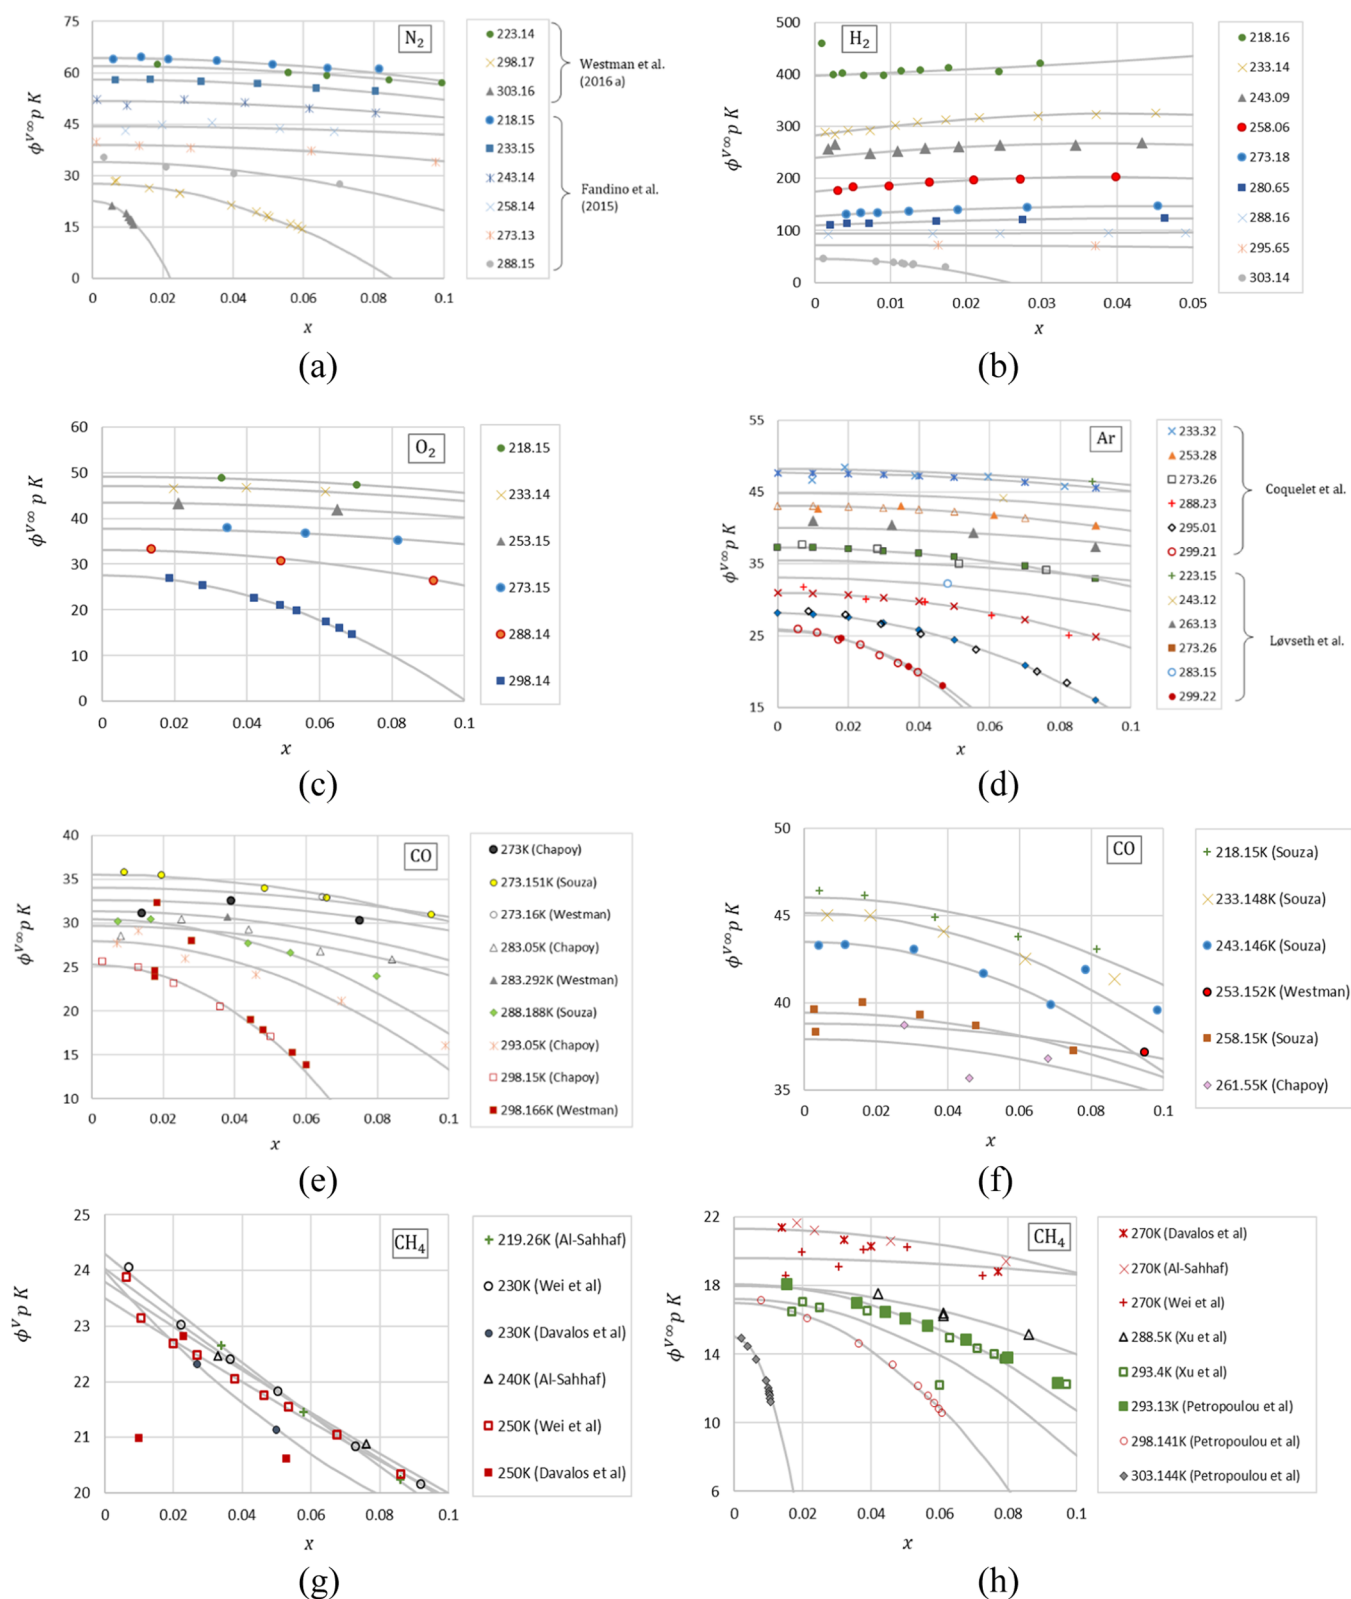 75
60
45
30
15
0
0
0.02
0.04
0.06
0.08
0.1
ϕ^V∞ p K
x
N₂
223.14
298.17
303.16
218.15
233.15
243.14
258.14
273.13
288.15
Westman et al.
(2016 a)
Fandino et al.
(2015)
(a)
500
400
300
200
100
0
0
0.01
0.02
0.03
0.04
0.05
ϕ^V∞ p K
x
H₂
218.16
233.14
243.09
258.06
273.18
280.65
288.16
295.65
303.14
(b)
60
50
40
30
20
10
0
0
0.02
0.04
0.06
0.08
0.1
ϕ^V∞ p K
x
O₂
218.15
233.14
253.15
273.15
288.14
298.14
(c)
55
45
35
25
15
0
0.02
0.04
0.06
0.08
0.1
ϕ^V∞ p K
x
Ar
233.32
253.28
273.26
288.23
295.01
299.21
223.15
243.12
263.13
273.26
283.15
299.22
Coquelet et al.
Løvseth et al.
(d)
40
35
30
25
20
15
10
0
0.02
0.04
0.06
0.08
0.1
ϕ^V∞ p K
x
CO
273K (Chapoy)
273.151K (Souza)
273.16K (Westman)
283.05K (Chapoy)
283.292K (Westman)
288.188K (Souza)
293.05K (Chapoy)
298.15K (Chapoy)
298.166K (Westman)
(e)
50
45
40
35
0
0.02
0.04
0.06
0.08
0.1
ϕ^V∞ p K
x
CO
218.15K (Souza)
233.148K (Souza)
243.146K (Souza)
253.152K (Westman)
258.15K (Souza)
261.55K (Chapoy)
(f)
25
24
23
22
21
20
0
0.02
0.04
0.06
0.08
0.1
ϕ^V p K
x
CH₄
219.26K (Al-Sahhaf)
230K (Wei et al)
230K (Davalos et al)
240K (Al-Sahhaf)
250K (Wei et al)
250K (Davalos et al)
(g)
22
18
14
10
6
0
0.02
0.04
0.06
0.08
0.1
ϕ^V∞ p K
x
CH₄
270K (Davalos et al)
270K (Al-Sahhaf)
270K (Wei et al)
288.5K (Xu et al)
293.4K (Xu et al)
293.13K (Petropoulou et al)
298.141K (Petropoulou et al)
303.144K (Petropoulou et al)
(h)